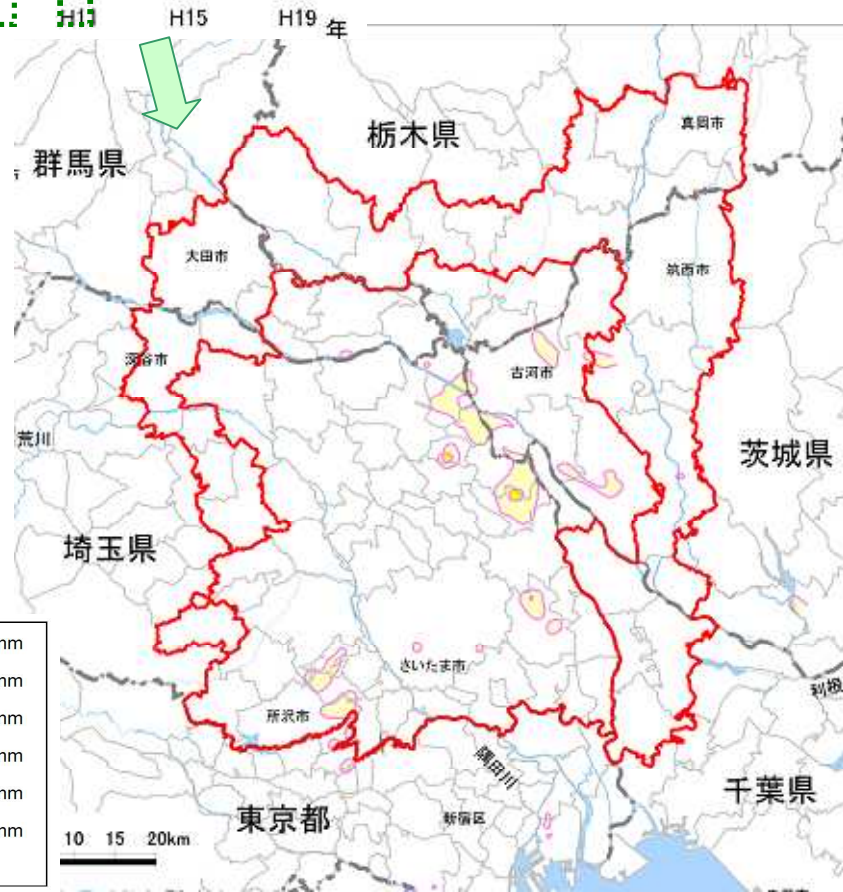 H15
H19
年
栃木県
真岡市
群馬県
太田市
筑西市
深谷市
古河市
荒川
茨城県
埼玉県
さいたま市
所沢市
利根
隅田川
千葉県
東京都
新宿区
10 15 20km
mm
mm
mm
mm
mm
mm